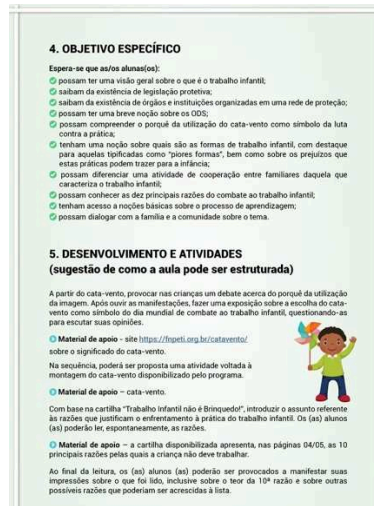 4. OBJETIVO ESPECÍFICO
Espera-se que as/os alunas(os):
possam ter uma visão geral sobre o que é o trabalho infantil;
saibam da existência de legislação protetiva;
saibam da existência de órgãos e instituições organizadas em uma rede de proteção;
possam ter uma breve noção sobre os ODS;
possam compreender o porquê da utilização do cata-vento como símbolo da luta
contra a prática;
tenham uma noção sobre quais são as formas de trabalho infantil, com destaque
para aquelas tipificadas como "piores formas", bem como sobre os prejuízos que
estas práticas podem trazer para a infância;
possam diferenciar uma atividade de cooperação entre familiares daquela que
caracteriza o trabalho infantil;
possam conhecer as dez principais razões do combate ao trabalho infantil;
tenham acesso a noções básicas sobre o processo de aprendizagem;
possam dialogar com a família e a comunidade sobre o tema.
5. DESENVOLVIMENTO E ATIVIDADES
(sugestão de como a aula pode ser estruturada)
A partir do cata-vento, provocar nas crianças um debate acerca do porquê da utilização
da imagem. Após ouvir as manifestações, fazer uma exposição sobre a escolha do cata-
vento como símbolo do dia mundial de combate ao trabalho infantil, questionando-as
para escutar suas opiniões.
Material de apoio - site https://fnpeti.org.br/catavento/
sobre o significado do cata-vento.
Na sequência, poderá ser proposta uma atividade voltada à
montagem do cata-vento disponibilizado pelo programa.
Material de apoio – cata-vento.
Com base na cartilha "Trabalho Infantil não é Brinquedo!", introduzir o assunto referente
às razões que justificam o enfrentamento à prática do trabalho infantil. Os (as) alunos
(as) poderão ler, espontaneamente, as razões.
Material de apoio – a cartilha disponibilizada apresenta, nas páginas 04/05, as 10
principais razões pelas quais a criança não deve trabalhar.
Ao final da leitura, os (as) alunos (as) poderão ser provocados a manifestar suas
impressões sobre o que foi lido, inclusive sobre o teor da 10ª razão e sobre outras
possíveis razões que poderiam ser acrescidas à lista.